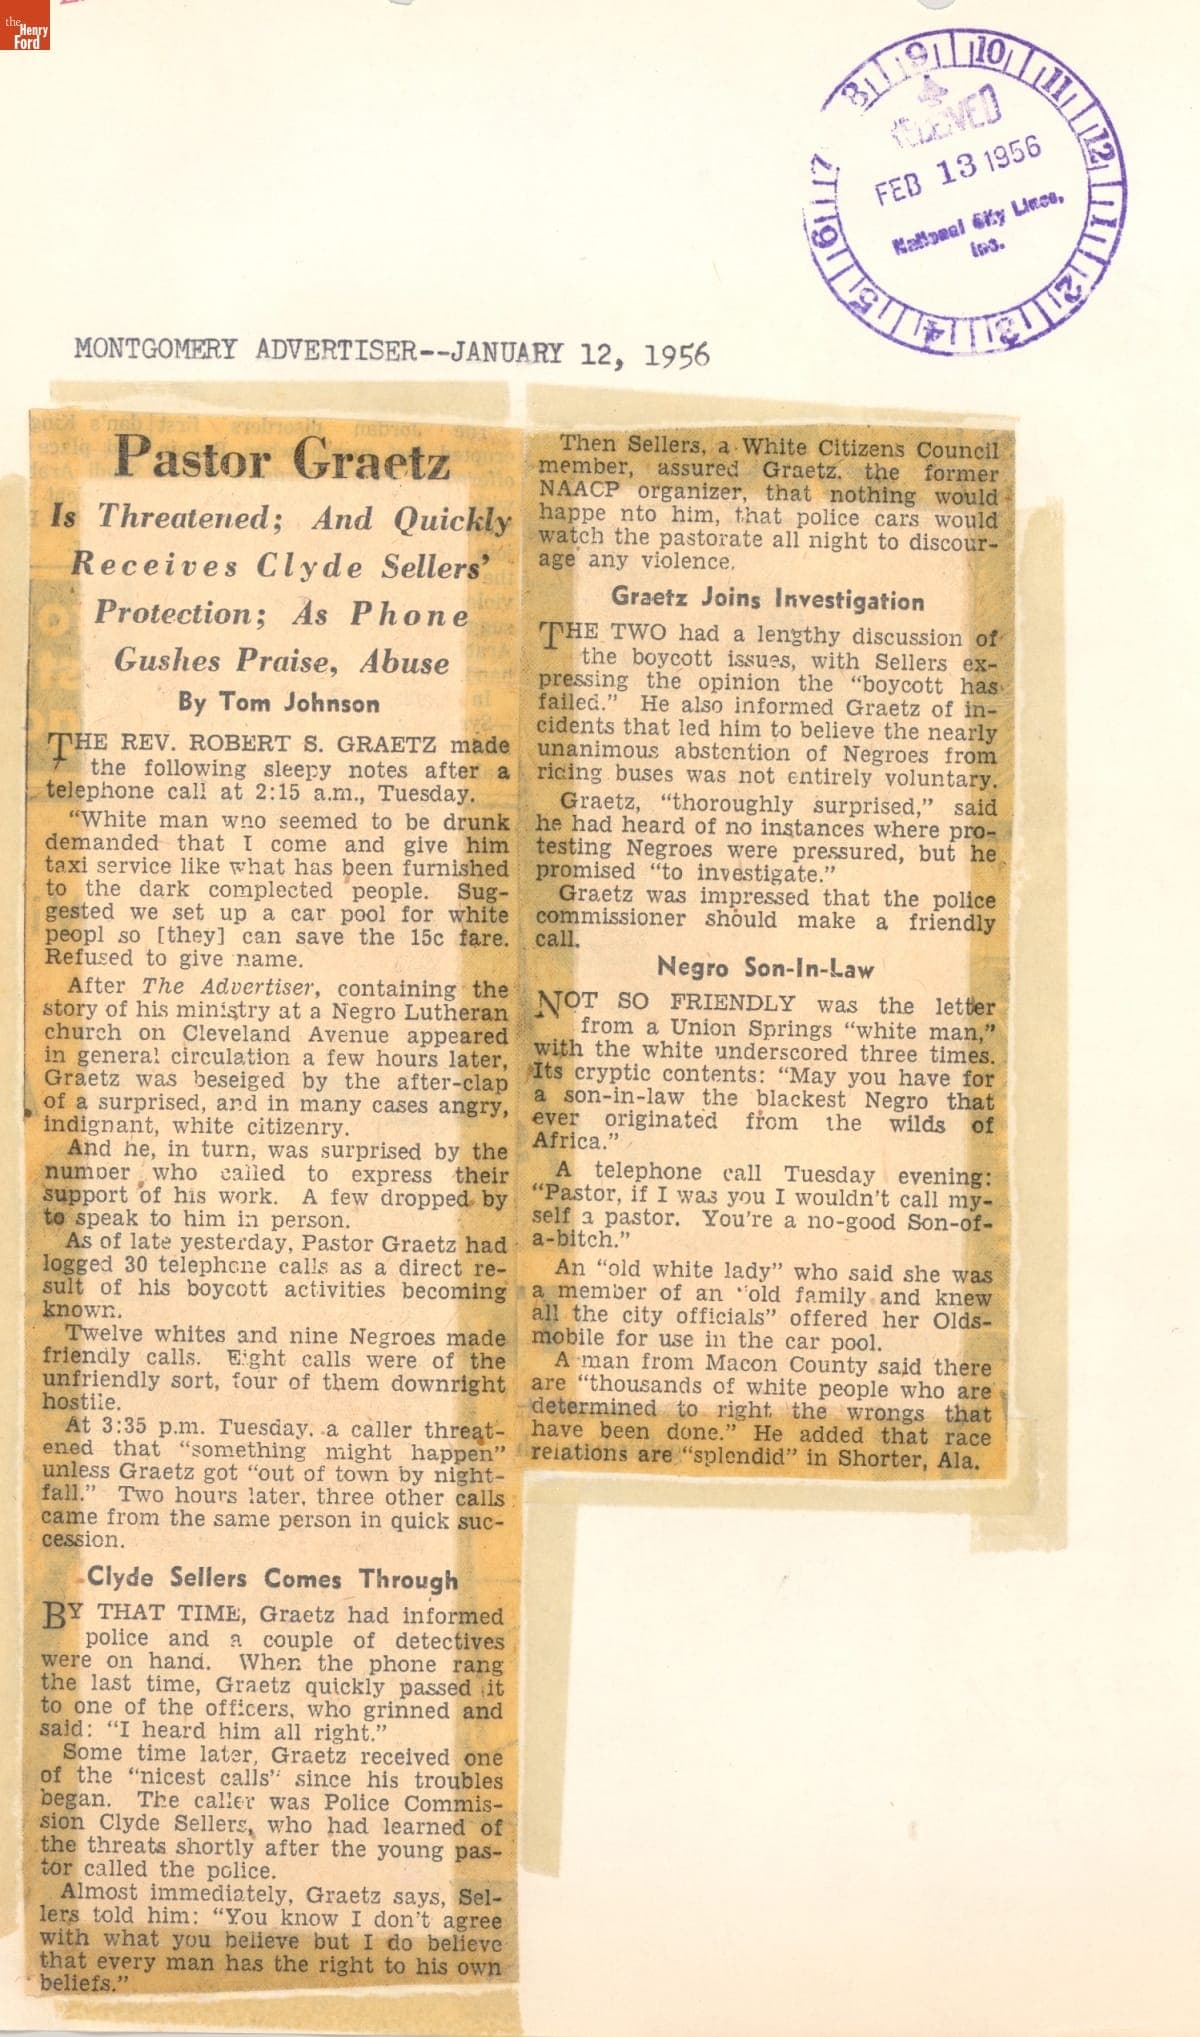 the
Henry
Ford
8 9 10 11 12 1 2 3 4 5 6 7
RECEIVED
FEB 13 1956
National City Lines,
Inc.
MONTGOMERY ADVERTISER--JANUARY 12, 1956
Pastor Graetz
Is Threatened; And Quickly
Receives Clyde Sellers'
Protection; As Phone
Gushes Praise, Abuse
By Tom Johnson
THE REV. ROBERT S. GRAETZ made
the following sleepy notes after a
telephone call at 2:15 a.m., Tuesday.
"White man who seemed to be drunk
demanded that I come and give him
taxi service like what has been furnished
to the dark complected people. Sug-
gested we set up a car pool for white
peopl so [they] can save the 15c fare.
Refused to give name.
After The Advertiser, containing the
story of his ministry at a Negro Lutheran
church on Cleveland Avenue appeared
in general circulation a few hours later,
Graetz was beseiged by the after-clap
of a surprised, and in many cases angry,
indignant, white citizenry.
And he, in turn, was surprised by the
number who called to express their
support of his work. A few dropped by
to speak to him in person.
As of late yesterday, Pastor Graetz had
logged 30 telephone calls as a direct re-
sult of his boycott activities becoming
known.
Twelve whites and nine Negroes made
friendly calls. Eight calls were of the
unfriendly sort, four of them downright
hostile.
At 3:35 p.m. Tuesday, a caller threat-
ened that "something might happen"
unless Graetz got "out of town by night-
fall." Two hours later, three other calls
came from the same person in quick suc-
cession.
Clyde Sellers Comes Through
BY THAT TIME, Graetz had informed
police and a couple of detectives
were on hand. When the phone rang
the last time, Graetz quickly passed it
to one of the officers, who grinned and
said: "I heard him all right."
Some time later, Graetz received one
of the "nicest calls" since his troubles
began. The caller was Police Commis-
sion Clyde Sellers, who had learned of
the threats shortly after the young pas-
tor called the police.
Almost immediately, Graetz says, Sel-
lers told him: "You know I don't agree
with what you believe but I do believe
that every man has the right to his own
beliefs."
Then Sellers, a White Citizens Council
member, assured Graetz, the former
NAACP organizer, that nothing would
happe nto him, that police cars would
watch the pastorate all night to discour-
age any violence.
Graetz Joins Investigation
THE TWO had a lengthy discussion of
the boycott issues, with Sellers ex-
pressing the opinion the "boycott has
failed." He also informed Graetz of in-
cidents that led him to believe the nearly
unanimous abstention of Negroes from
riding buses was not entirely voluntary.
Graetz, "thoroughly surprised," said
he had heard of no instances where pro-
testing Negroes were pressured, but he
promised "to investigate."
Graetz was impressed that the police
commissioner should make a friendly
call.
Negro Son-In-Law
NOT SO FRIENDLY was the letter
from a Union Springs "white man,"
with the white underscored three times.
Its cryptic contents: "May you have for
a son-in-law the blackest Negro that
ever originated from the wilds of
Africa."
A telephone call Tuesday evening:
"Pastor, if I was you I wouldn't call my-
self a pastor. You're a no-good Son-of-
a-bitch."
An "old white lady" who said she was
a member of an "old family and knew
all the city officials" offered her Olds-
mobile for use in the car pool.
A man from Macon County said there
are "thousands of white people who are
determined to right the wrongs that
have been done." He added that race
relations are "splendid" in Shorter, Ala.